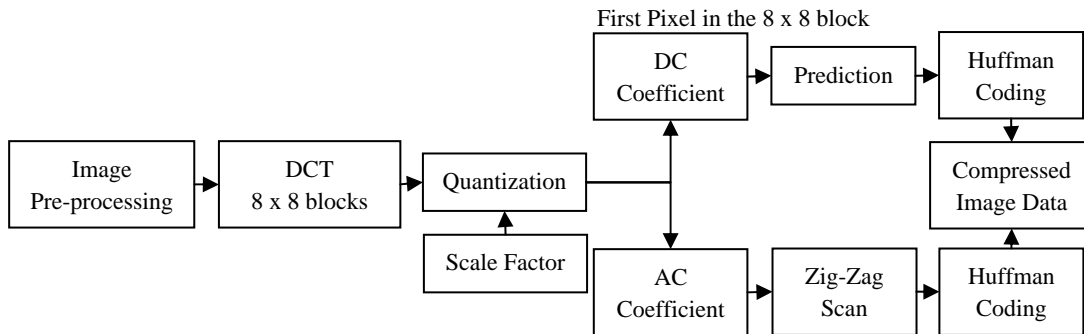 First Pixel in the 8 x 8 block
DC
Coefficient
Prediction
Huffman
Coding
Image
Pre-processing
DCT
8 x 8 blocks
Quantization
Compressed
Image Data
Scale Factor
AC
Coefficient
Zig-Zag
Scan
Huffman
Coding